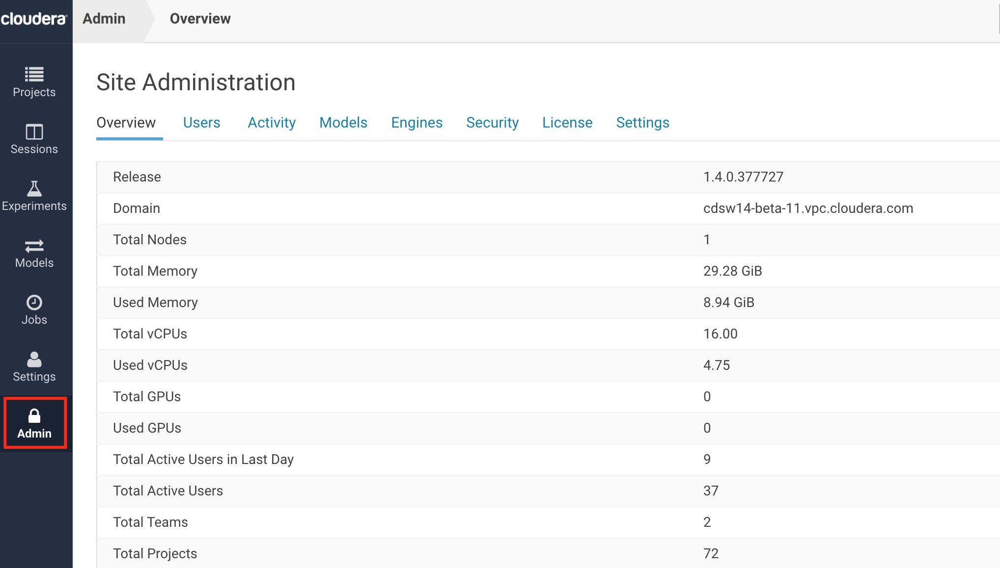 cloudera
Admin
Overview
Projects
Sessions
Experiments
Models
Jobs
Settings
Admin
Site Administration
Overview Users Activity Models Engines Security License Settings
Release 1.4.0.377727
Domain cdsw14-beta-11.vpc.cloudera.com
Total Nodes 1
Total Memory 29.28 GiB
Used Memory 8.94 GiB
Total vCPUs 16.00
Used vCPUs 4.75
Total GPUs 0
Used GPUs 0
Total Active Users in Last Day 9
Total Active Users 37
Total Teams 2
Total Projects 72